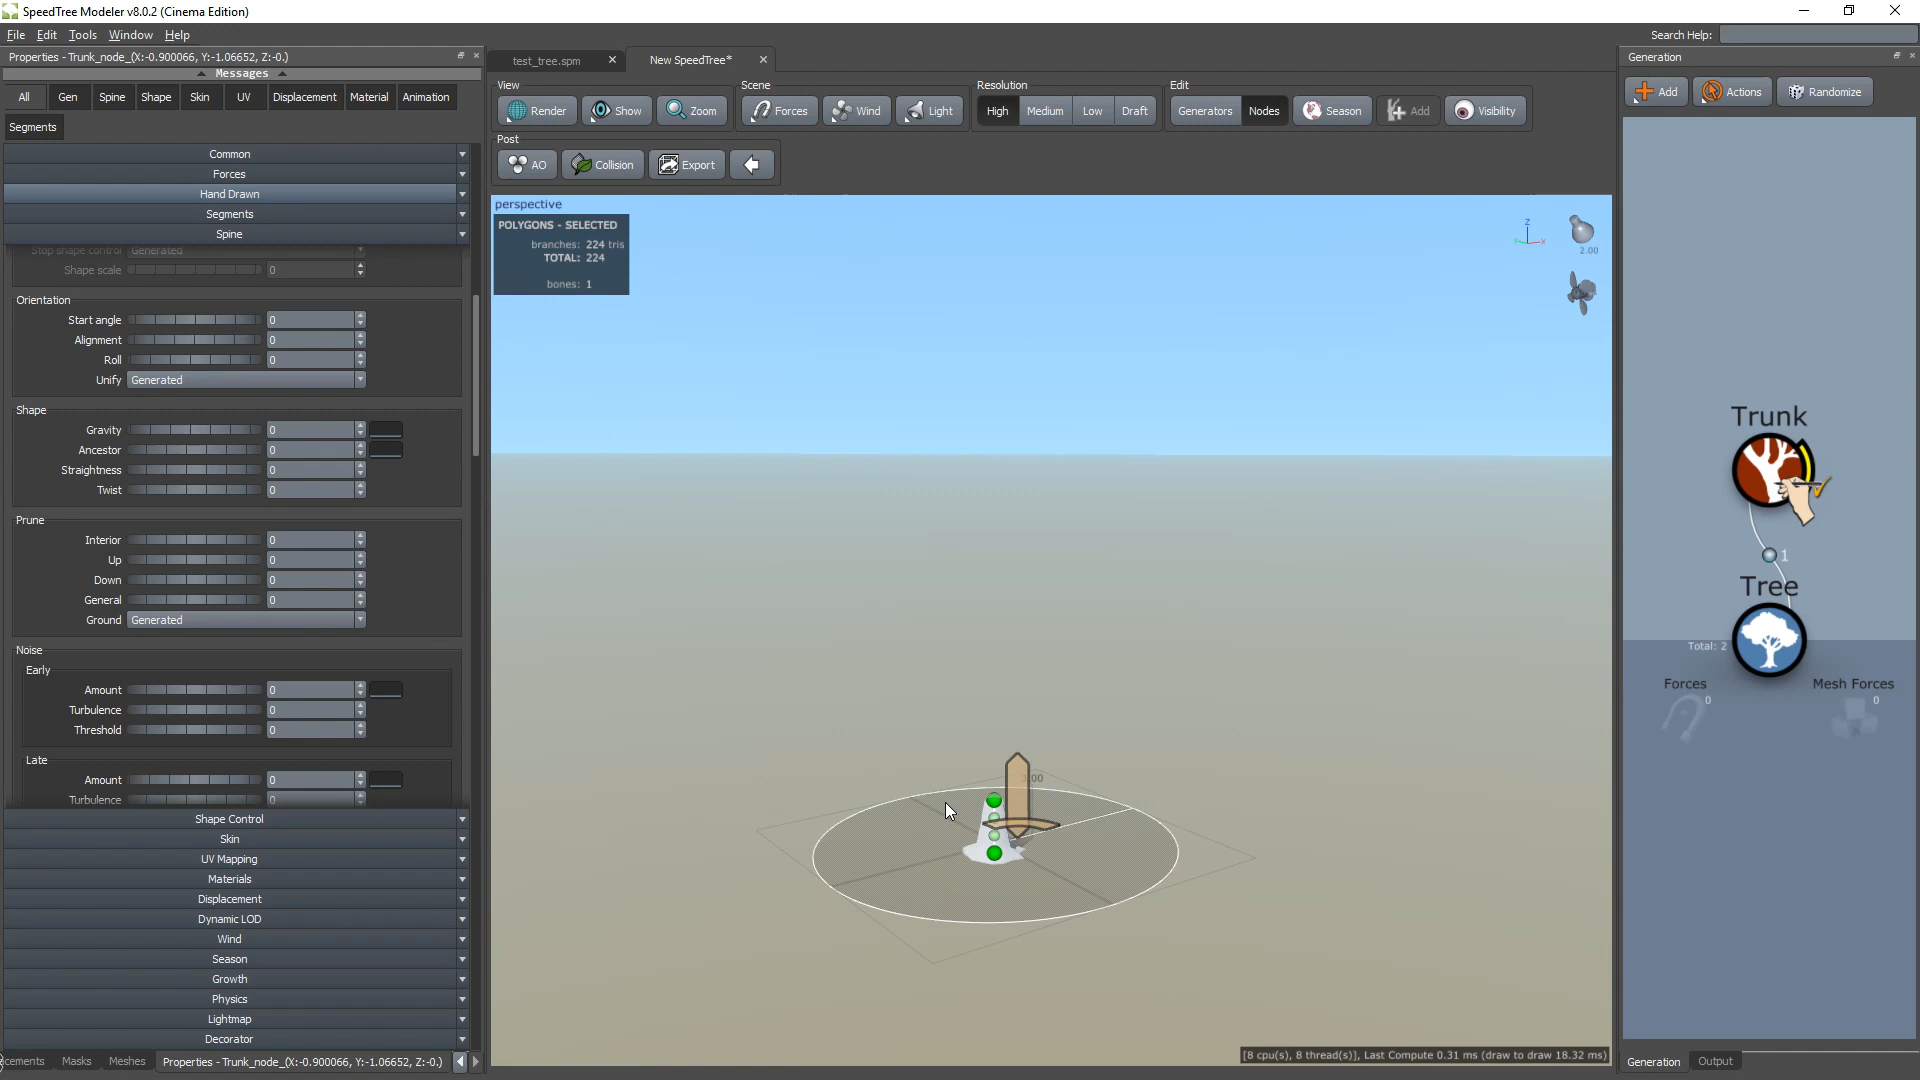 SpeedTree Modeler v8.0.2 (Cinema Edition)
File Edit Tools Window Help
Search Help:
Properties - Trunk_node_(X:-0.900066, Y:-1.06652, Z:-0.)
Messages
All Gen Spine Shape Skin UV Displacement Material Animation
Segments
Common
Forces
Hand Drawn
Segments
Spine
Stop shape control Generated
Shape scale 0
Orientation
Start angle 0
Alignment 0
Roll 0
Unify Generated
Shape
Gravity 0
Ancestor 0
Straightness 0
Twist 0
Prune
Interior 0
Up 0
Down 0
General 0
Ground Generated
Noise
Early
Amount 0
Turbulence 0
Threshold 0
Late
Amount 0
Turbulence 0
Shape Control
Skin
UV Mapping
Materials
Displacement
Dynamic LOD
Wind
Season
Growth
Physics
Lightmap
Decorator
cements Masks Meshes Properties - Trunk_node_(X:-0.900066, Y:-1.06652, Z:-0.)
test_tree.spm New SpeedTree*
View Scene Resolution Edit
Render Show Zoom Forces Wind Light High Medium Low Draft Generators Nodes Season Add Visibility
Post
AO Collision Export
perspective
POLYGONS - SELECTED
branches: 224 tris
TOTAL: 224
bones: 1
Z
X
2.00
[8 cpu(s), 8 thread(s)], Last Compute 0.31 ms (draw to draw 18.32 ms)
Generation
Add Actions Randomize
Trunk
1
Tree
Total: 2
Forces Mesh Forces
0 0
Generation Output